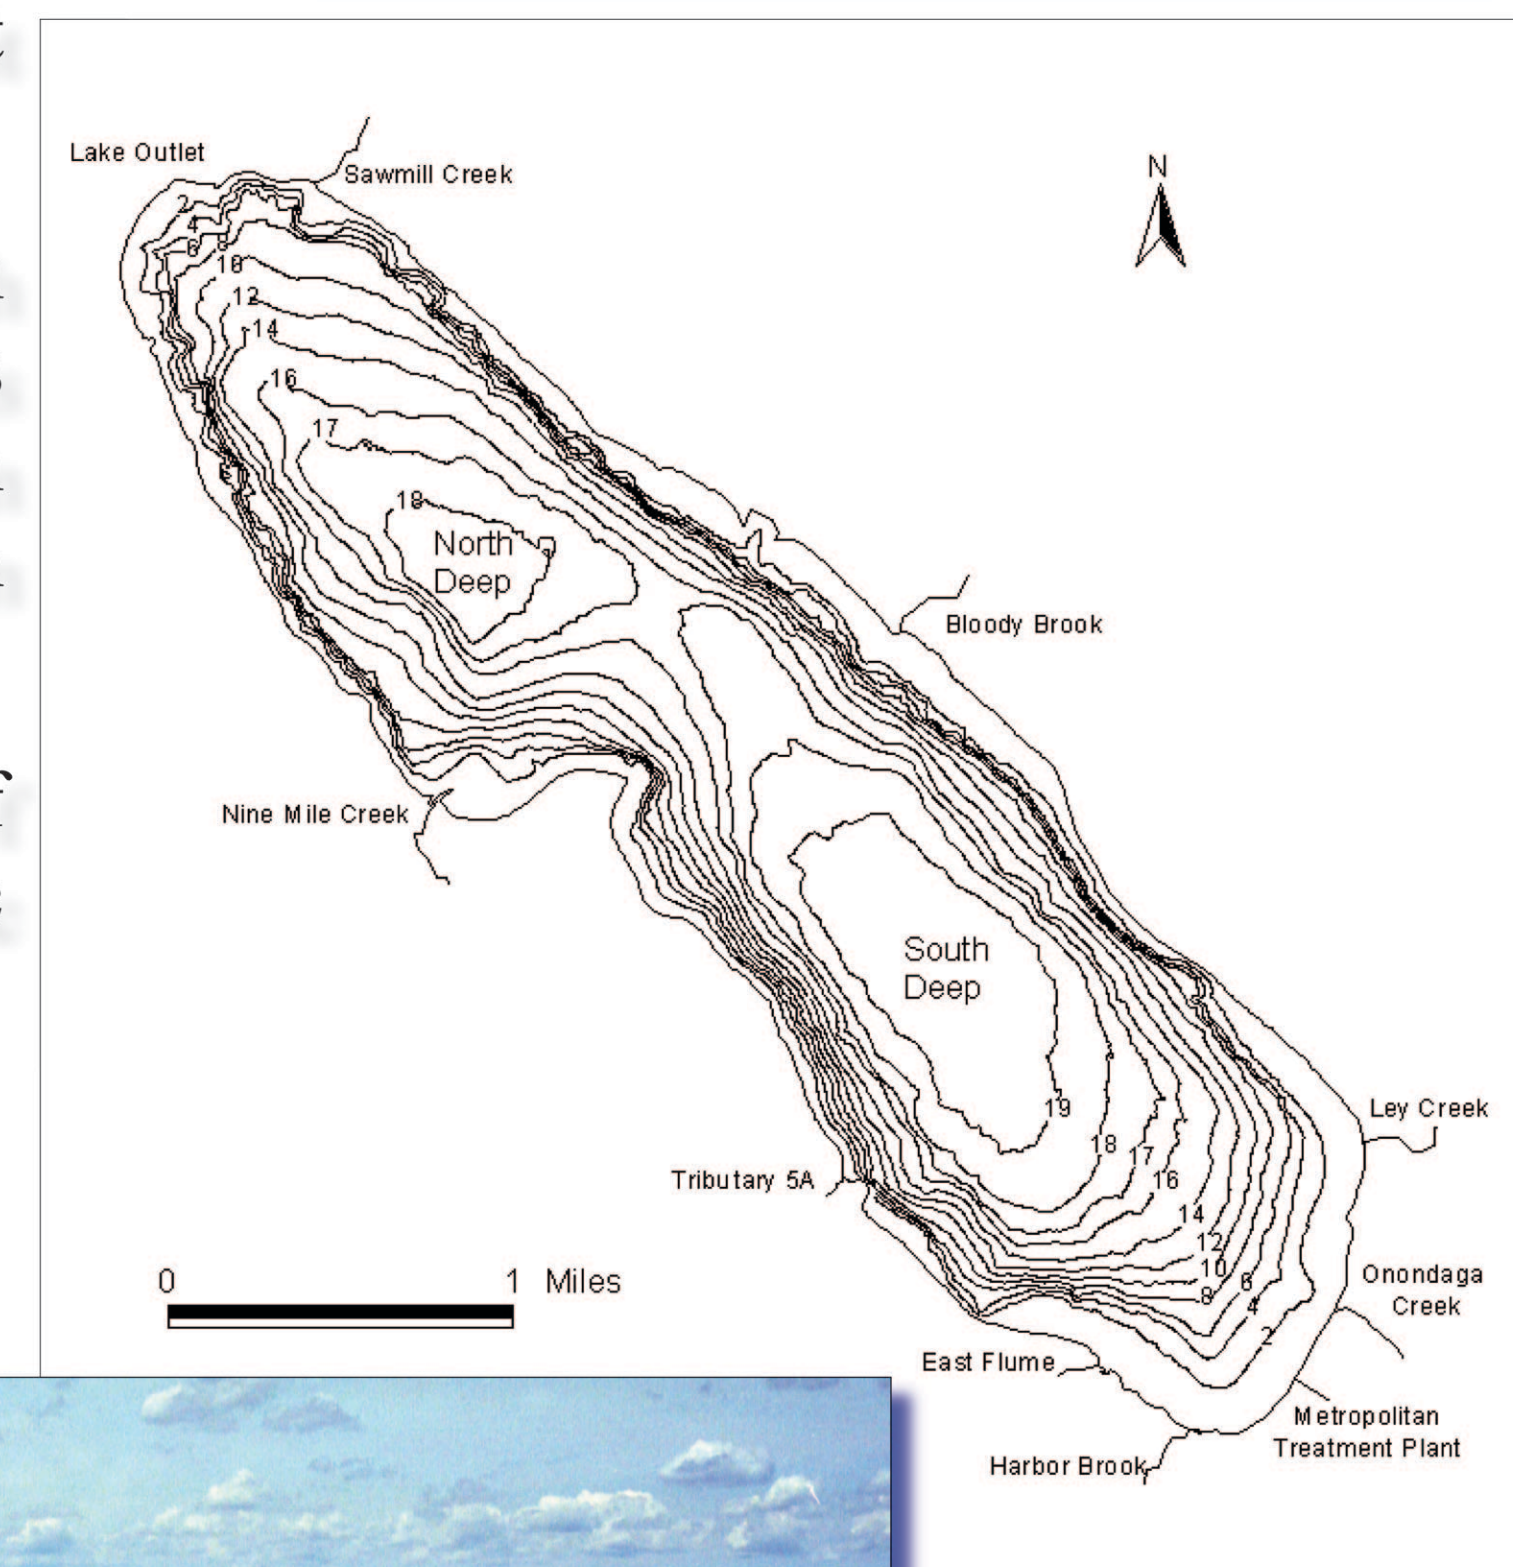 Lake Outlet
Sawmill Creek
N
2
4
6
8
10
12
14
16
17
18
North
Deep
Bloody Brook
Nine Mile Creek
South
Deep
19
18
17
16
14
12
10
8
6
4
2
Ley Creek
Tributary 5A
0 1 Miles
Onondaga
Creek
East Flume
Metropolitan
Treatment Plant
Harbor Brook